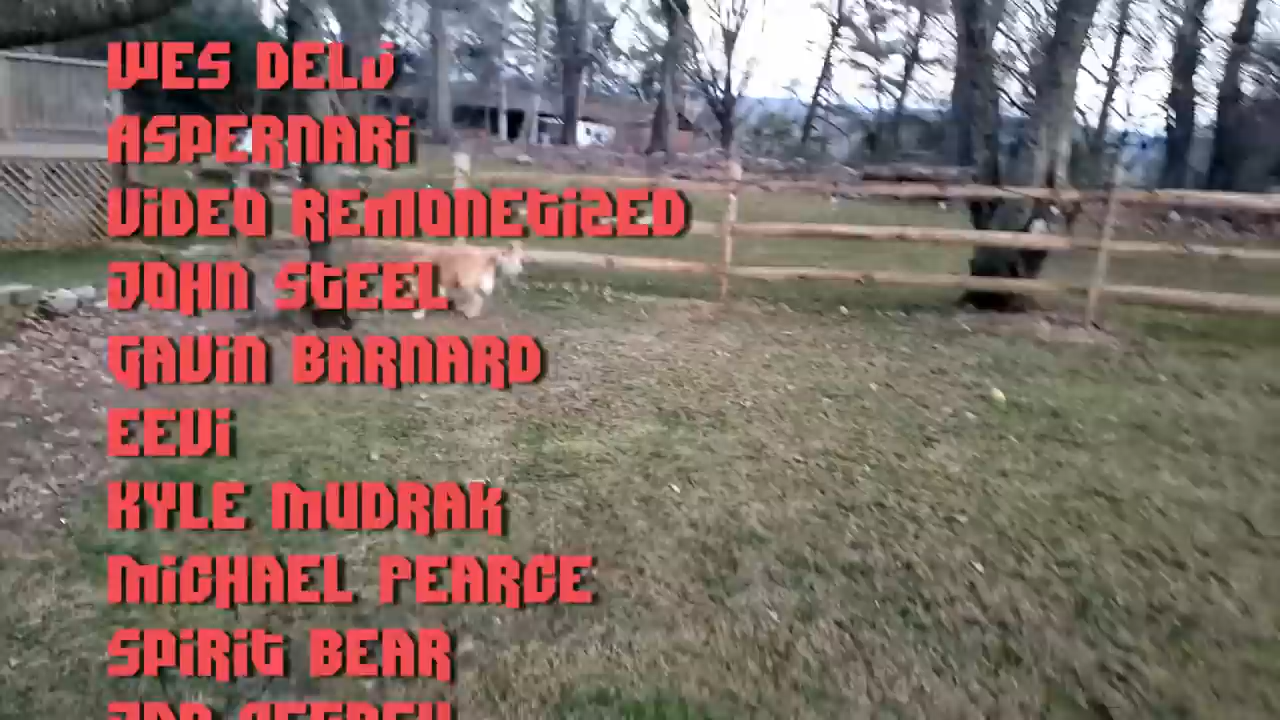 WES DELJ
ASPERNARI
VIDEO REMONETIZED
JOHN STEEL
GAVIN BARNARD
EEVI
KYLE MUDRAK
MICHAEL PEARCE
SPIRIT BEAR